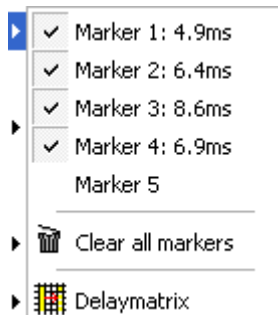 Marker 1: 4.9ms
Marker 2: 6.4ms
Marker 3: 8.6ms
Marker 4: 6.9ms
Marker 5
Clear all markers
Delaymatrix